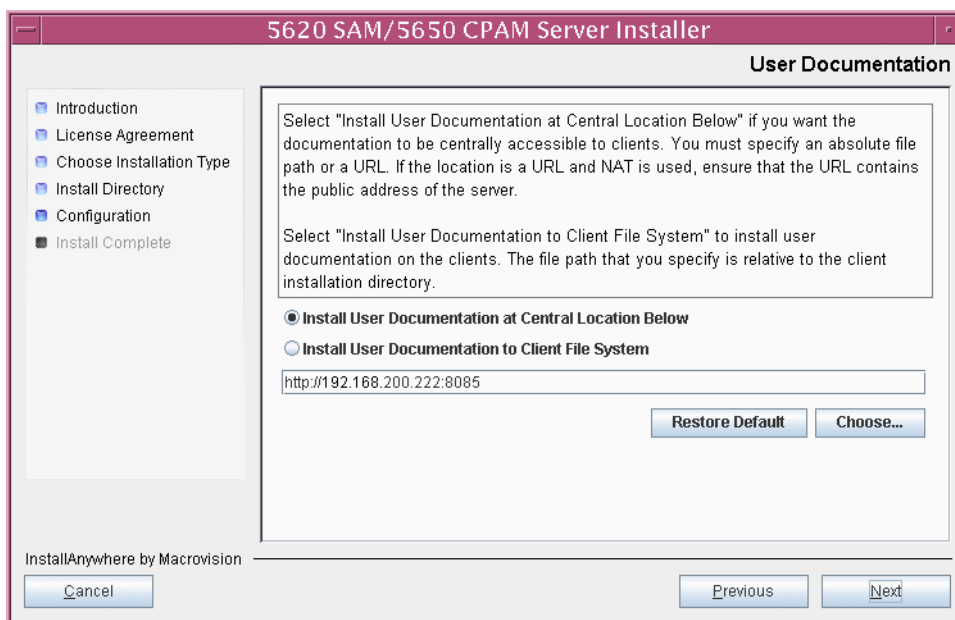 5620 SAM/5650 CPAM Server Installer
User Documentation
Introduction
License Agreement
Choose Installation Type
Install Directory
Configuration
Install Complete
Select "Install User Documentation at Central Location Below" if you want the
documentation to be centrally accessible to clients. You must specify an absolute file
path or a URL. If the location is a URL and NAT is used, ensure that the URL contains
the public address of the server.
Select "Install User Documentation to Client File System" to install user
documentation on the clients. The file path that you specify is relative to the client
installation directory.
Install User Documentation at Central Location Below
Install User Documentation to Client File System
http://192.168.200.222:8085
Restore Default
Choose...
InstallAnywhere by Macrovision
Cancel
Previous
Next